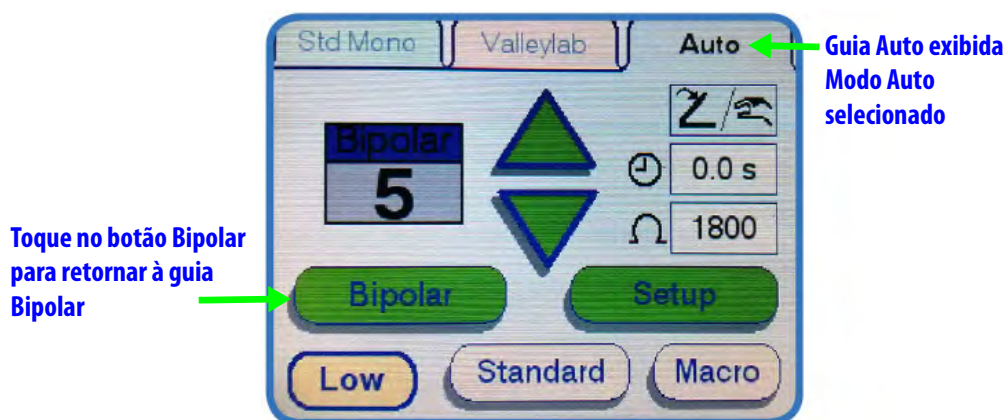 Std Mono
Valleylab
Auto
Guia Auto exibida
Modo Auto
selecionado
Bipolar
5
0.0 s
Ω 1800
Toque no botão Bipolar
para retornar à guia
Bipolar
Bipolar
Setup
Low
Standard
Macro